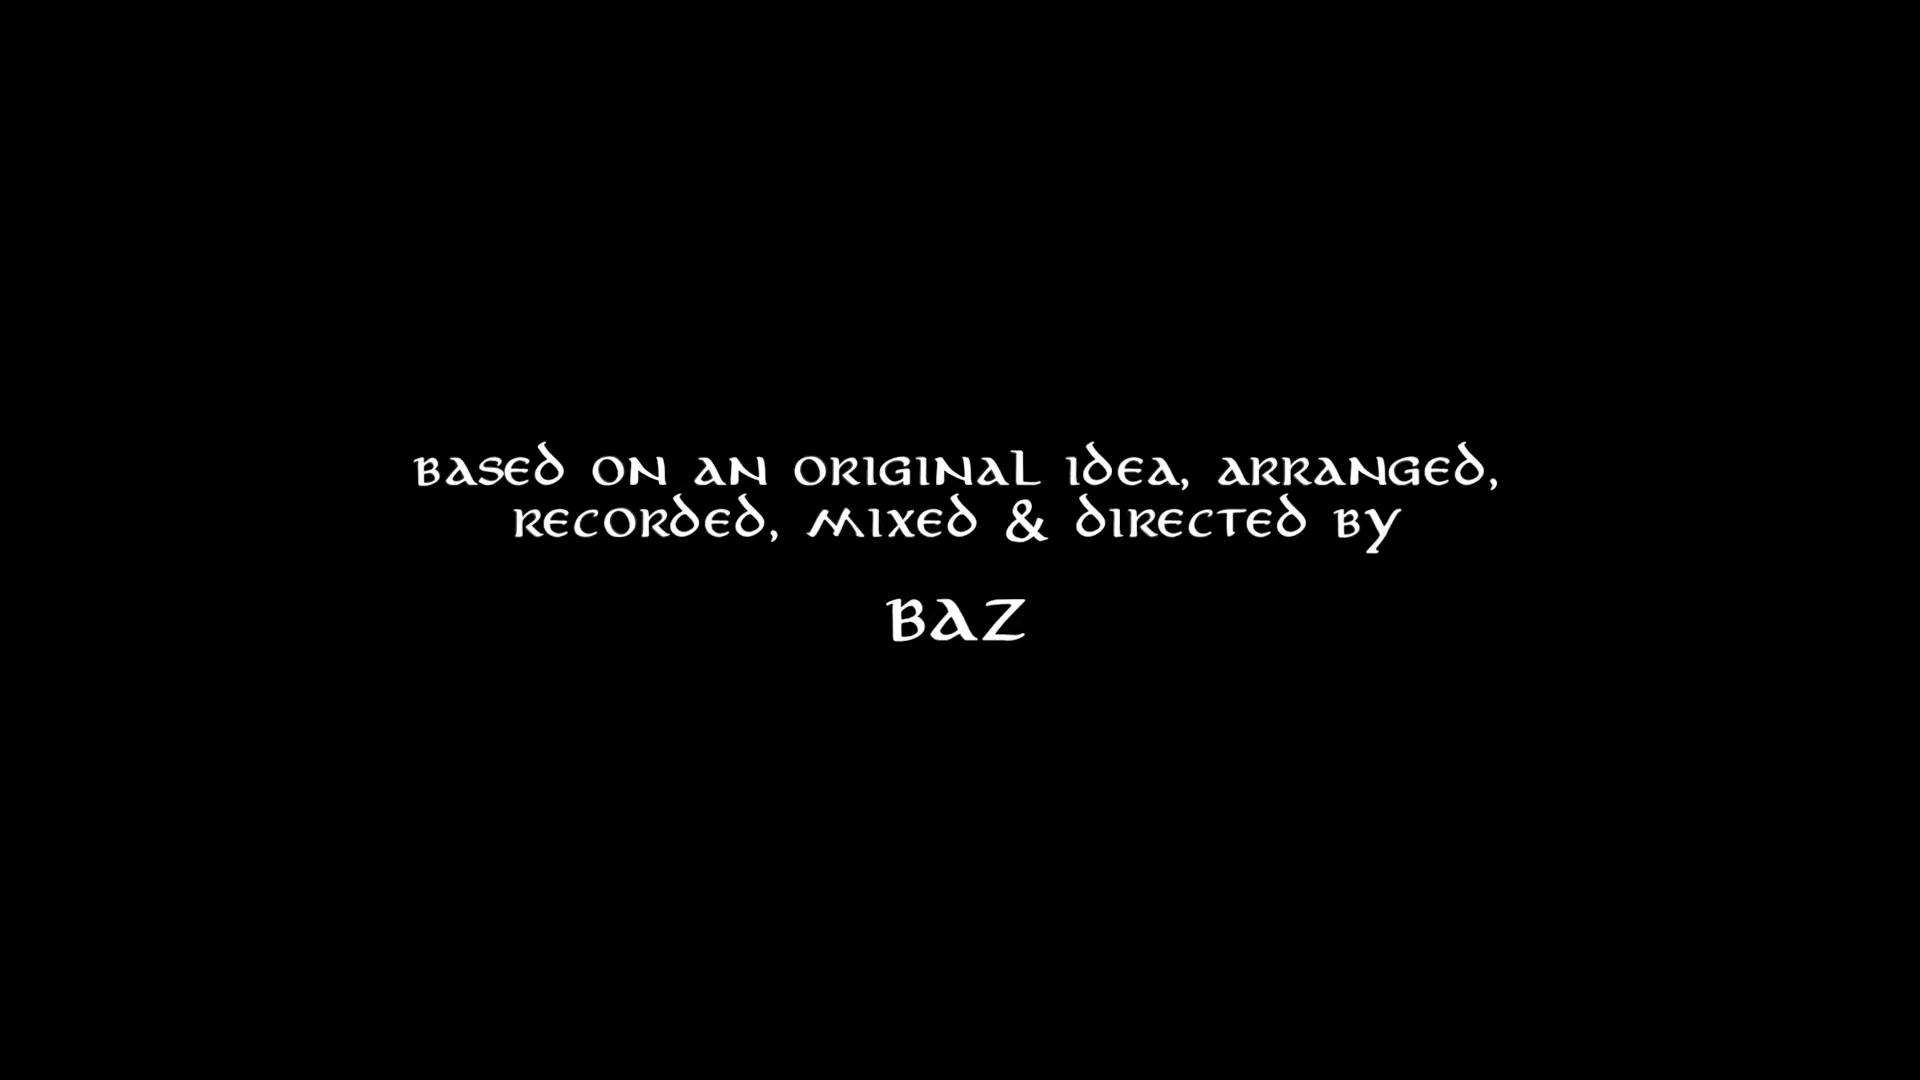 BASED ON AN ORIGINAL IDEA, ARRANGED,
RECORDED, MIXED & DIRECTED BY
BAZ